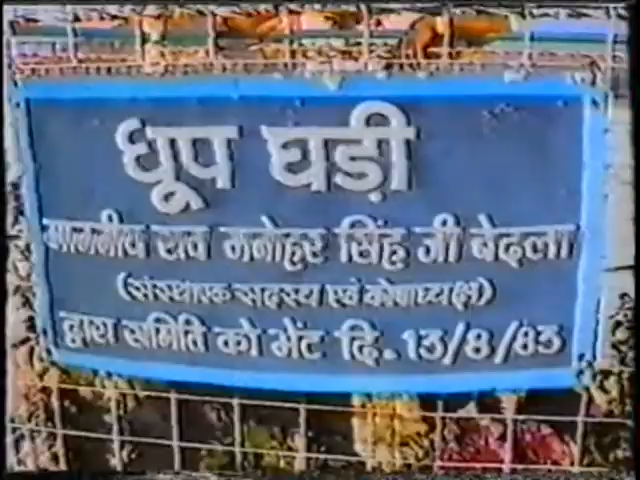 धूप घड़ी
माननीय राव मनोहर सिंह जी बेदला
(संस्थापक सदस्य एवं कोषाध्यक्ष)
द्वारा समिति को भेंट दि. 13/8/83